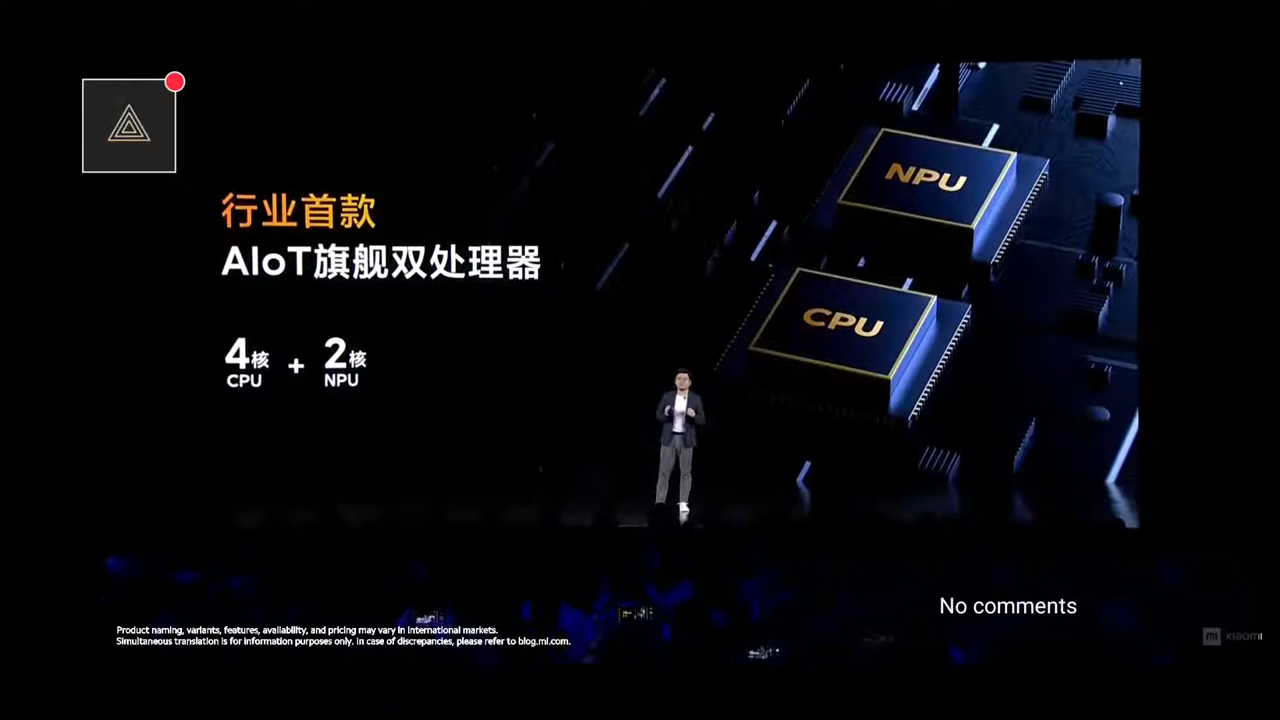 行业首款
AIoT旗舰双处理器
4核 + 2核
CPU NPU
NPU
CPU
No comments
Product naming, variants, features, availability, and pricing may vary in international markets.
Simultaneous translation is for information purposes only. In case of discrepancies, please refer to blog.mi.com.
mi xiaomi